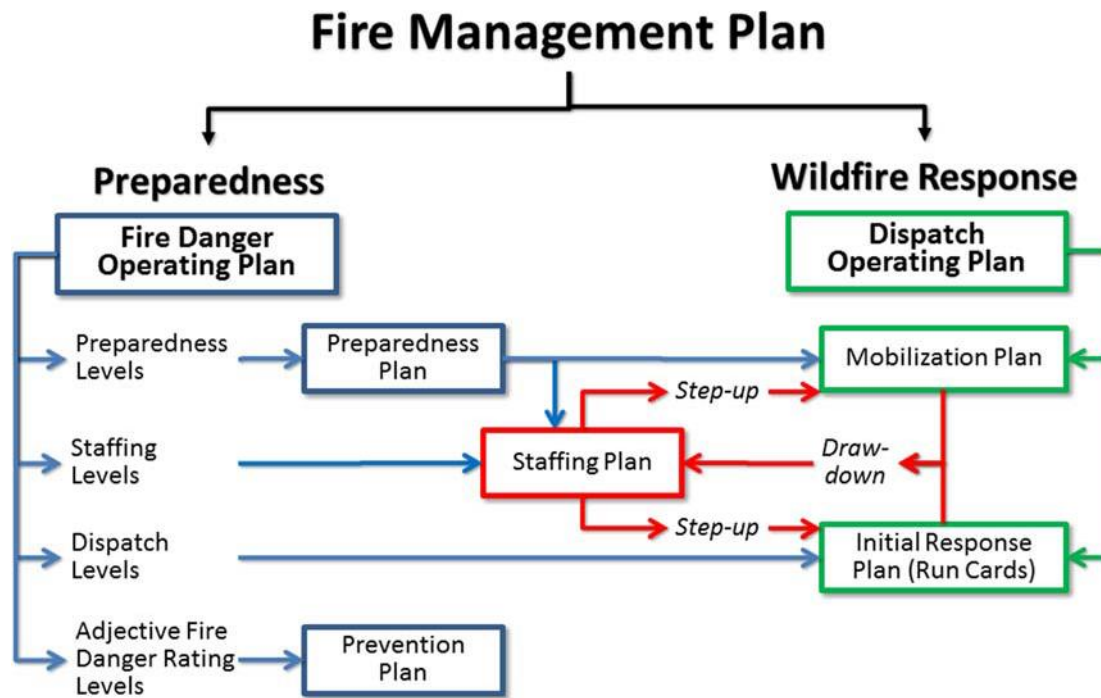 Fire Management Plan
Preparedness
Wildfire Response
Fire Danger
Operating Plan
Dispatch
Operating Plan
Preparedness
Levels
Preparedness
Plan
Step-up
Mobilization Plan
Staffing
Levels
Staffing Plan
Draw-
down
Step-up
Dispatch
Levels
Initial Response
Plan (Run Cards)
Adjective Fire
Danger Rating
Levels
Prevention
Plan